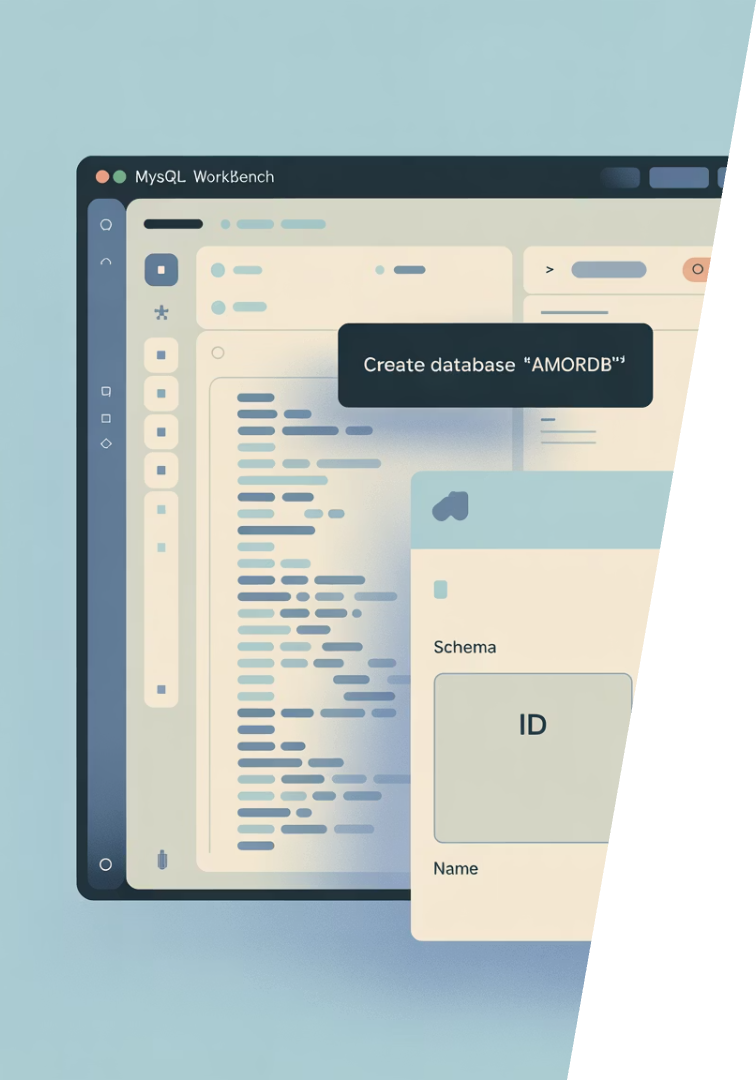 MysQL WorkBench
>
Create database "AMORDB"
Schema
ID
Name